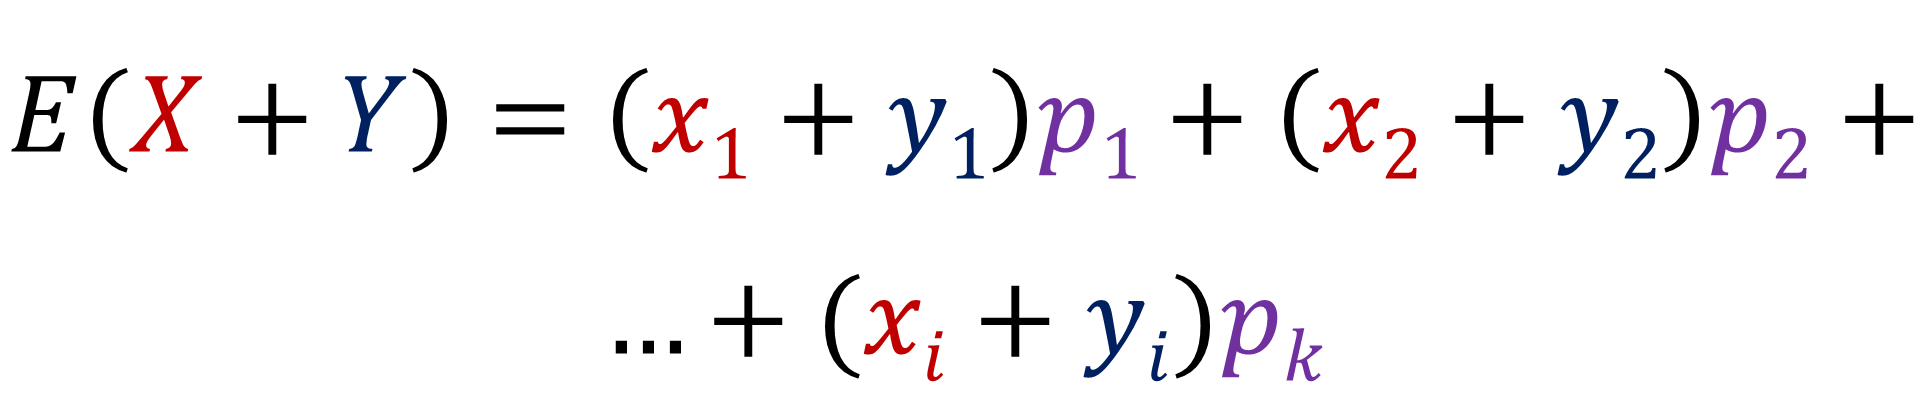 E(X + Y) = (x₁ + y₁)p₁ + (x₂ + y₂)p₂ +
... + (xᵢ + yᵢ)pₖ